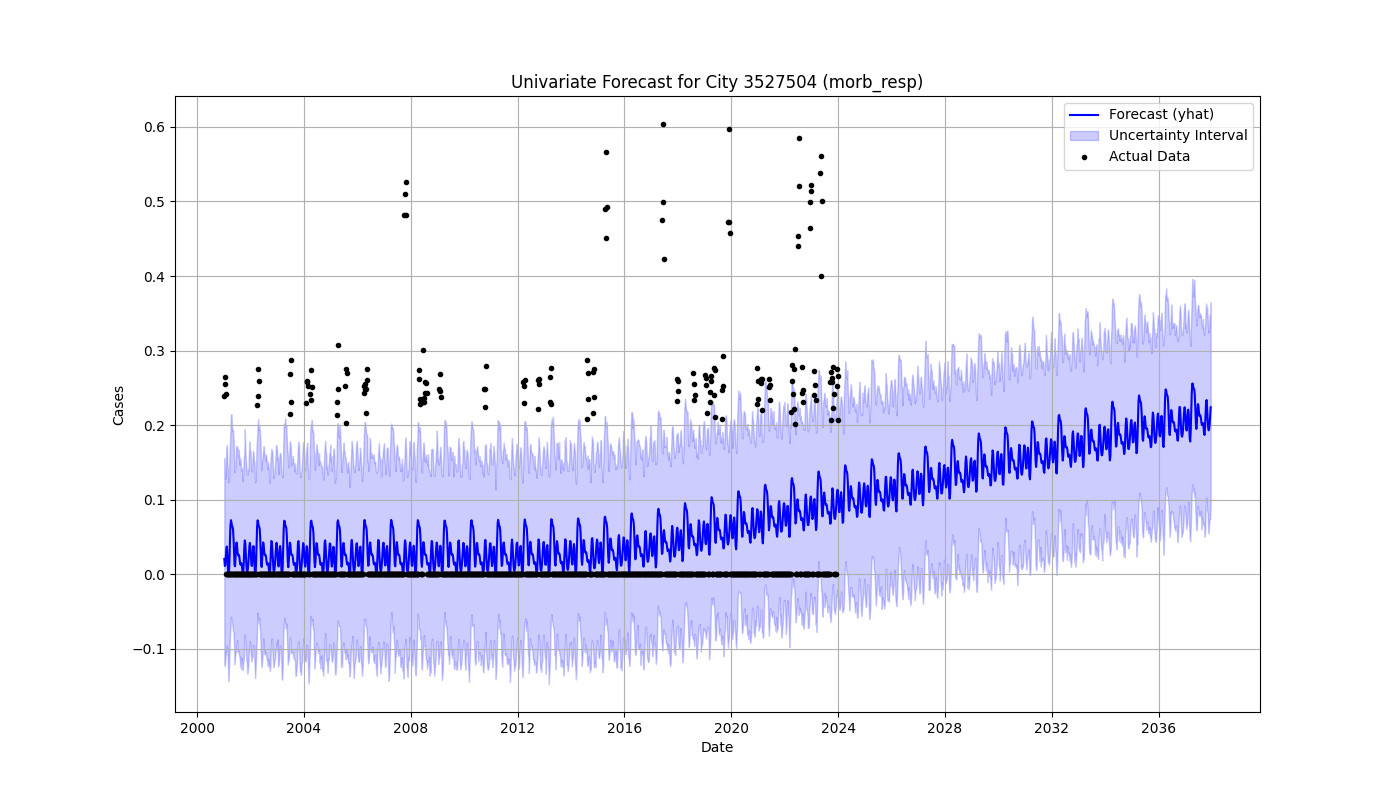 Univariate Forecast for City 3527504 (morb_resp)
Forecast (yhat)
Uncertainty Interval
Actual Data
Cases
0.6
0.5
0.4
0.3
0.2
0.1
0.0
−0.1
2000 2004 2008 2012 2016 2020 2024 2028 2032 2036
Date